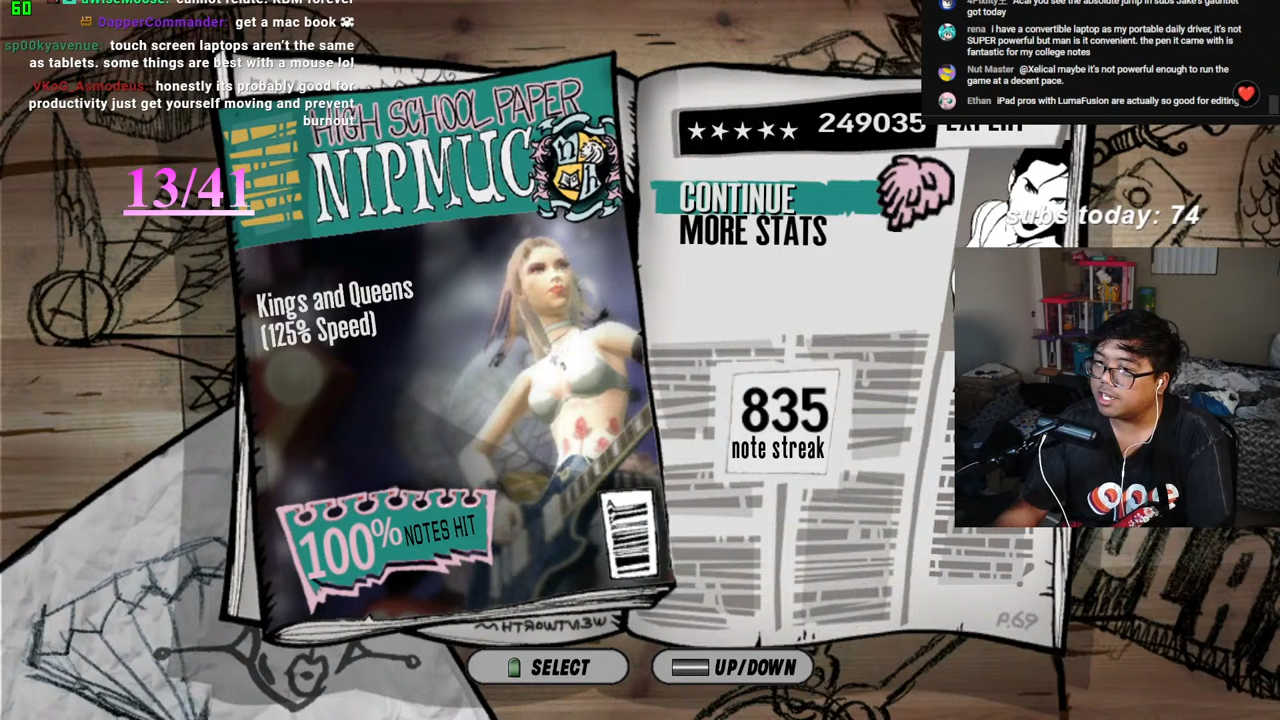 60
DapperCommander: get a mac book
sp00kyavenue: touch screen laptops aren't the same
as tablets. some things are best with a mouse lol
VKoG_Asmodeus: honestly its probably good for
productivity just get yourself moving and prevent
burnout
13/41
HIGH SCHOOL PAPER
NIPMUC
Kings and Queens
(125% Speed)
100% NOTES HIT
★★★★★ 249035 EXPERT
CONTINUE
MORE STATS
835
note streak
P.69
SELECT
UP/DOWN
got today
rena i have a convertible laptop as my portable daily driver, it's not
SUPER powerful but man is it convenient. the pen it came with is
fantastic for my college notes
Nut Master @Xelical maybe it's not powerful enough to run the
game at a decent pace.
Ethan iPad pros with LumaFusion are actually so good for editing
subs today: 74